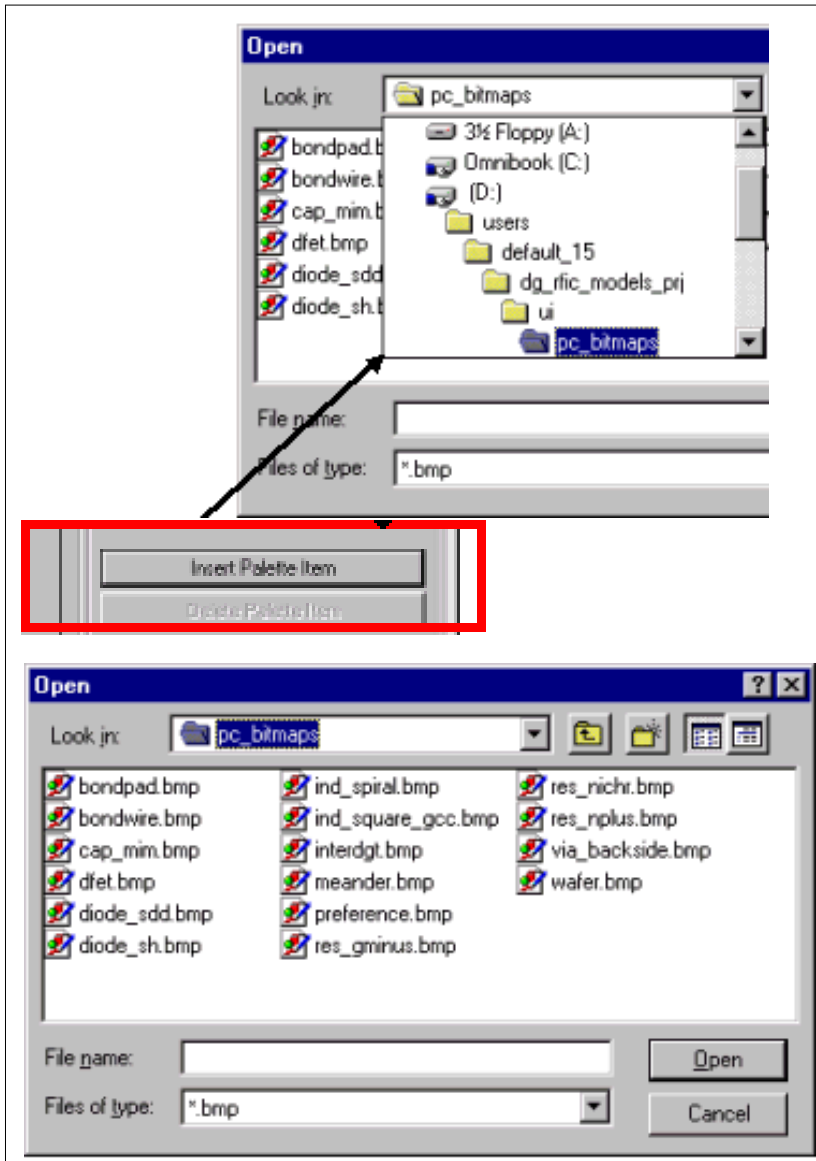 Open
Look in: pc_bitmaps
3½ Floppy (A:)
Omnibook (C:)
(D:)
users
default_15
dg_rfic_models_prj
ui
pc_bitmaps
bondpad.b
bondwire.b
cap_mim.b
dfet.bmp
diode_sdd
diode_sh.b
File name:
Files of type: *.bmp
Insert Palette Item
Delete Palette Item
Open
Look in: pc_bitmaps
bondpad.bmp ind_spiral.bmp res_nichr.bmp
bondwire.bmp ind_square_gcc.bmp res_nplus.bmp
cap_mim.bmp interdgt.bmp via_backside.bmp
dfet.bmp meander.bmp wafer.bmp
diode_sdd.bmp preference.bmp
diode_sh.bmp res_gminus.bmp
File name: Open
Files of type: *.bmp Cancel